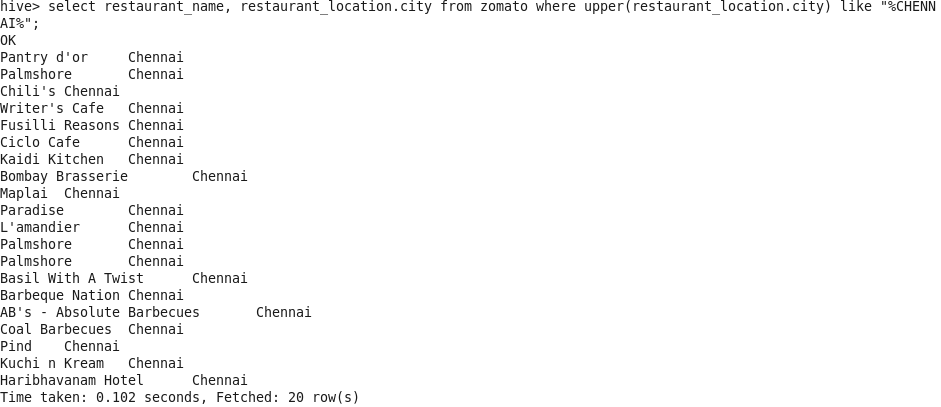 hive> select restaurant_name, restaurant_location.city from zomato where upper(restaurant_location.city) like "%CHENN
AI%";
OK
Pantry d'or	Chennai
Palmshore	Chennai
Chili's	Chennai
Writer's Cafe	Chennai
Fusilli Reasons	Chennai
Ciclo Cafe	Chennai
Kaidi Kitchen	Chennai
Bombay Brasserie	Chennai
Maplai	Chennai
Paradise	Chennai
L'amandier	Chennai
Palmshore	Chennai
Palmshore	Chennai
Basil With A Twist	Chennai
Barbeque Nation	Chennai
AB's - Absolute Barbecues	Chennai
Coal Barbecues	Chennai
Pind	Chennai
Kuchi n Kream	Chennai
Haribhavanam Hotel	Chennai
Time taken: 0.102 seconds, Fetched: 20 row(s)